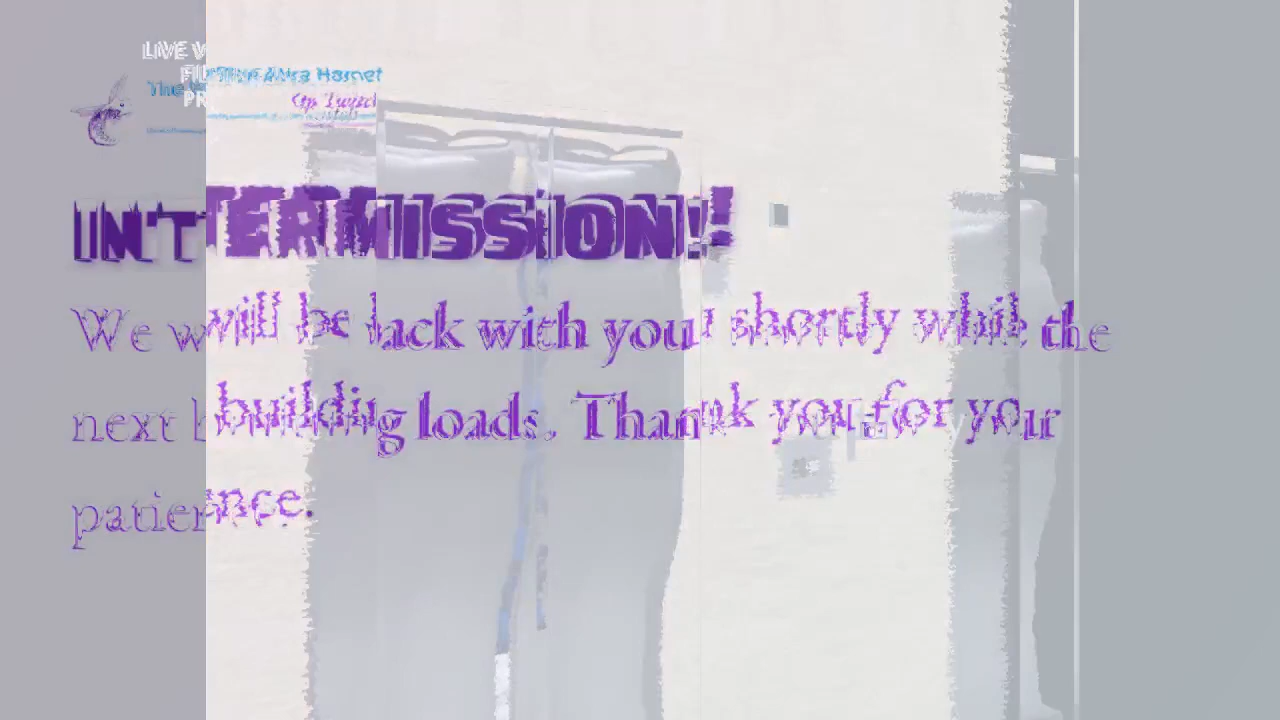 LIVE
INTERMISSION!!
We will be back with you shortly while the
next building loads. Thank you for your
patience.